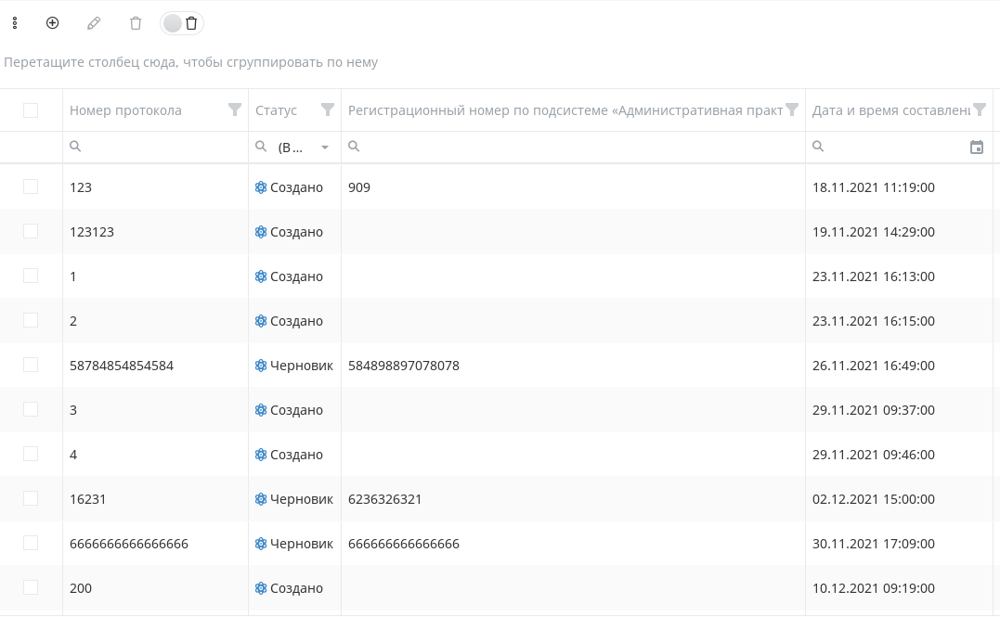 Перетащите столбец сюда, чтобы сгруппировать по нему
Номер протокола Статус Регистрационный номер по подсистеме «Административная практ Дата и время составлени
(В ...
123 Создано 909 18.11.2021 11:19:00
123123 Создано 19.11.2021 14:29:00
1 Создано 23.11.2021 16:13:00
2 Создано 23.11.2021 16:15:00
58784854854584 Черновик 584898897078078 26.11.2021 16:49:00
3 Создано 29.11.2021 09:37:00
4 Создано 29.11.2021 09:46:00
16231 Черновик 6236326321 02.12.2021 15:00:00
6666666666666666 Черновик 666666666666666 30.11.2021 17:09:00
200 Создано 10.12.2021 09:19:00